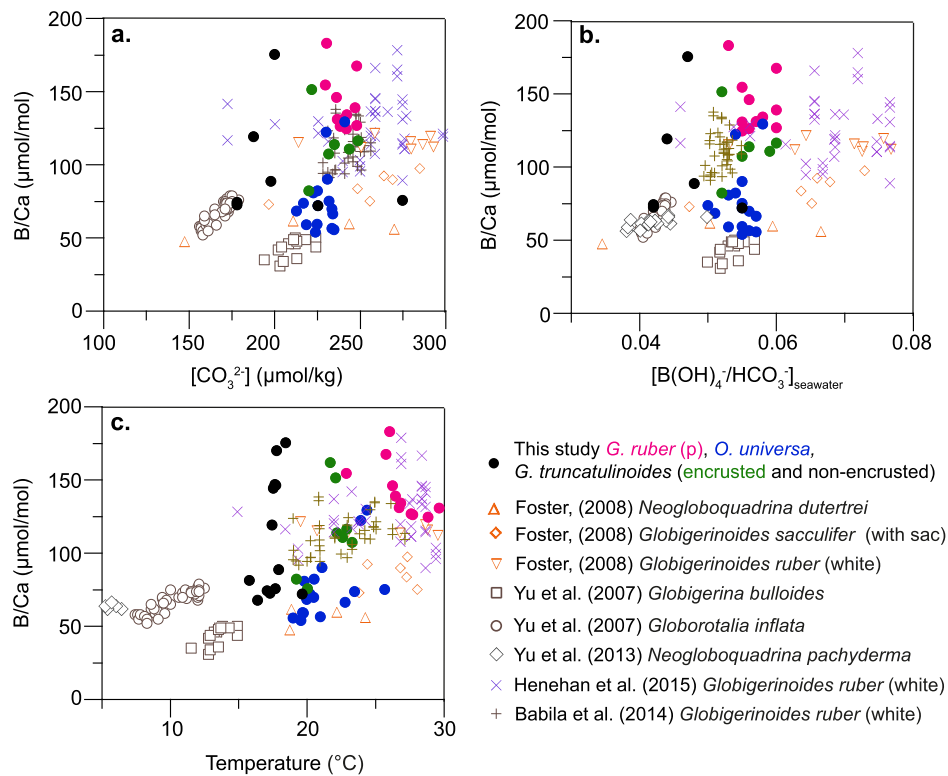 a.
200
150
100
50
0
B/Ca (μmol/mol)
100 150 200 250 300
[CO₃²⁻] (μmol/kg)
b.
200
150
100
50
0
B/Ca (μmol/mol)
0.04 0.06 0.08
[B(OH)₄⁻/HCO₃⁻]seawater
c.
200
150
100
50
0
B/Ca (μmol/mol)
10 20 30
Temperature (°C)
This study G. ruber (p), O. universa,
G. truncatulinoides (encrusted and non-encrusted)
Foster, (2008) Neogloboquadrina dutertrei
Foster, (2008) Globigerinoides sacculifer (with sac)
Foster, (2008) Globigerinoides ruber (white)
Yu et al. (2007) Globigerina bulloides
Yu et al. (2007) Globorotalia inflata
Yu et al. (2013) Neogloboquadrina pachyderma
Henehan et al. (2015) Globigerinoides ruber (white)
Babila et al. (2014) Globigerinoides ruber (white)